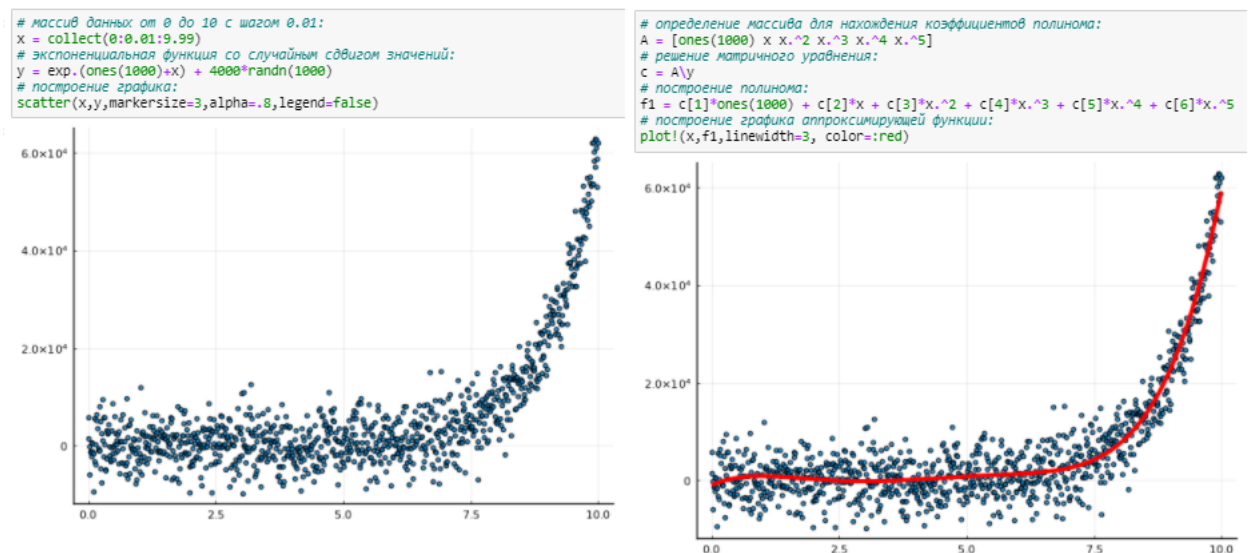 # массив данных от 0 до 10 с шагом 0.01:
x = collect(0:0.01:9.99)
# экспоненциальная функция со случайным сдвигом значений:
y = exp.(ones(1000)+x) + 4000*randn(1000)
# построение графика:
scatter(x,y,markersize=3,alpha=.8,legend=false)
6.0×10⁴
4.0×10⁴
2.0×10⁴
0
0.0 2.5 5.0 7.5 10.0
# определение массива для нахождения коэффициентов полинома:
A = [ones(1000) x x.^2 x.^3 x.^4 x.^5]
# решение матричного уравнения:
c = A\y
# построение полинома:
f1 = c[1]*ones(1000) + c[2]*x + c[3]*x.^2 + c[4]*x.^3 + c[5]*x.^4 + c[6]*x.^5
# построение графика аппроксимирующей функции:
plot!(x,f1,linewidth=3, color=:red)
6.0×10⁴
4.0×10⁴
2.0×10⁴
0
0.0 2.5 5.0 7.5 10.0